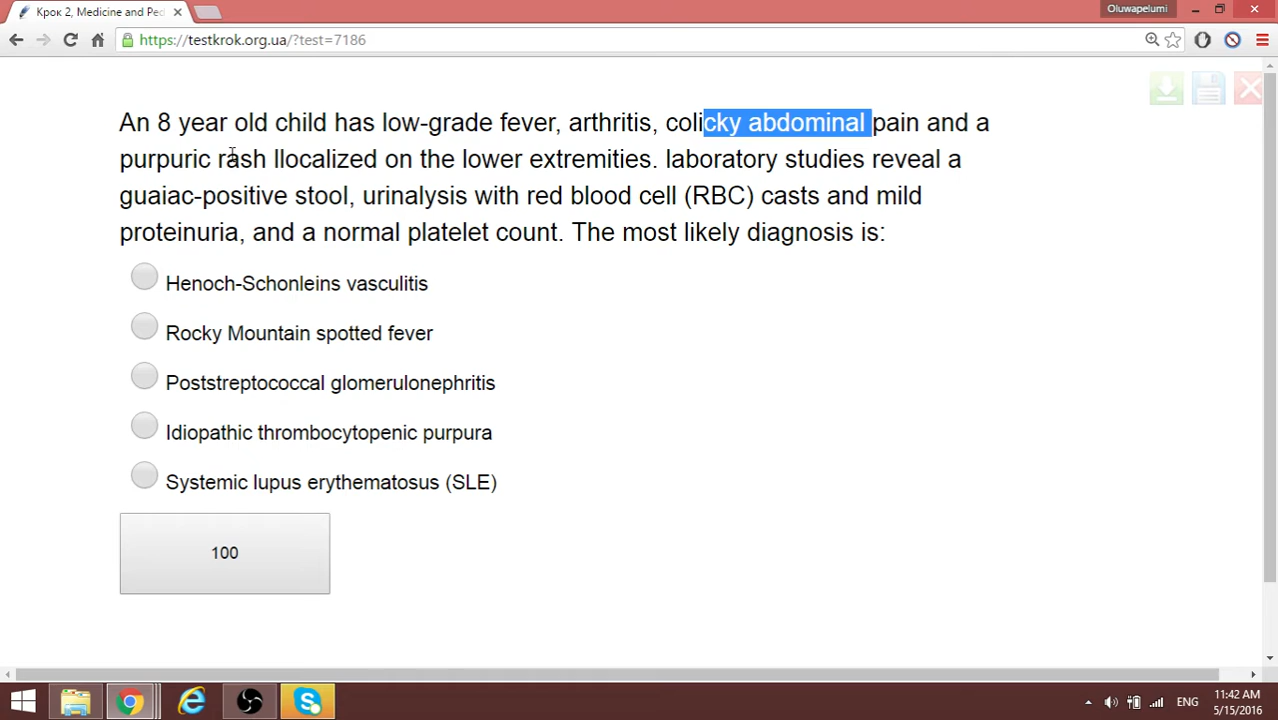 Крок 2, Medicine and Ped
Oluwapelumi
https://testkrok.org.ua/?test=7186
An 8 year old child has low-grade fever, arthritis, colicky abdominal pain and a
purpuric rash llocalized on the lower extremities. laboratory studies reveal a
guaiac-positive stool, urinalysis with red blood cell (RBC) casts and mild
proteinuria, and a normal platelet count. The most likely diagnosis is:
Henoch-Schonleins vasculitis
Rocky Mountain spotted fever
Poststreptococcal glomerulonephritis
Idiopathic thrombocytopenic purpura
Systemic lupus erythematosus (SLE)
100
ENG
11:42 AM
5/15/2016